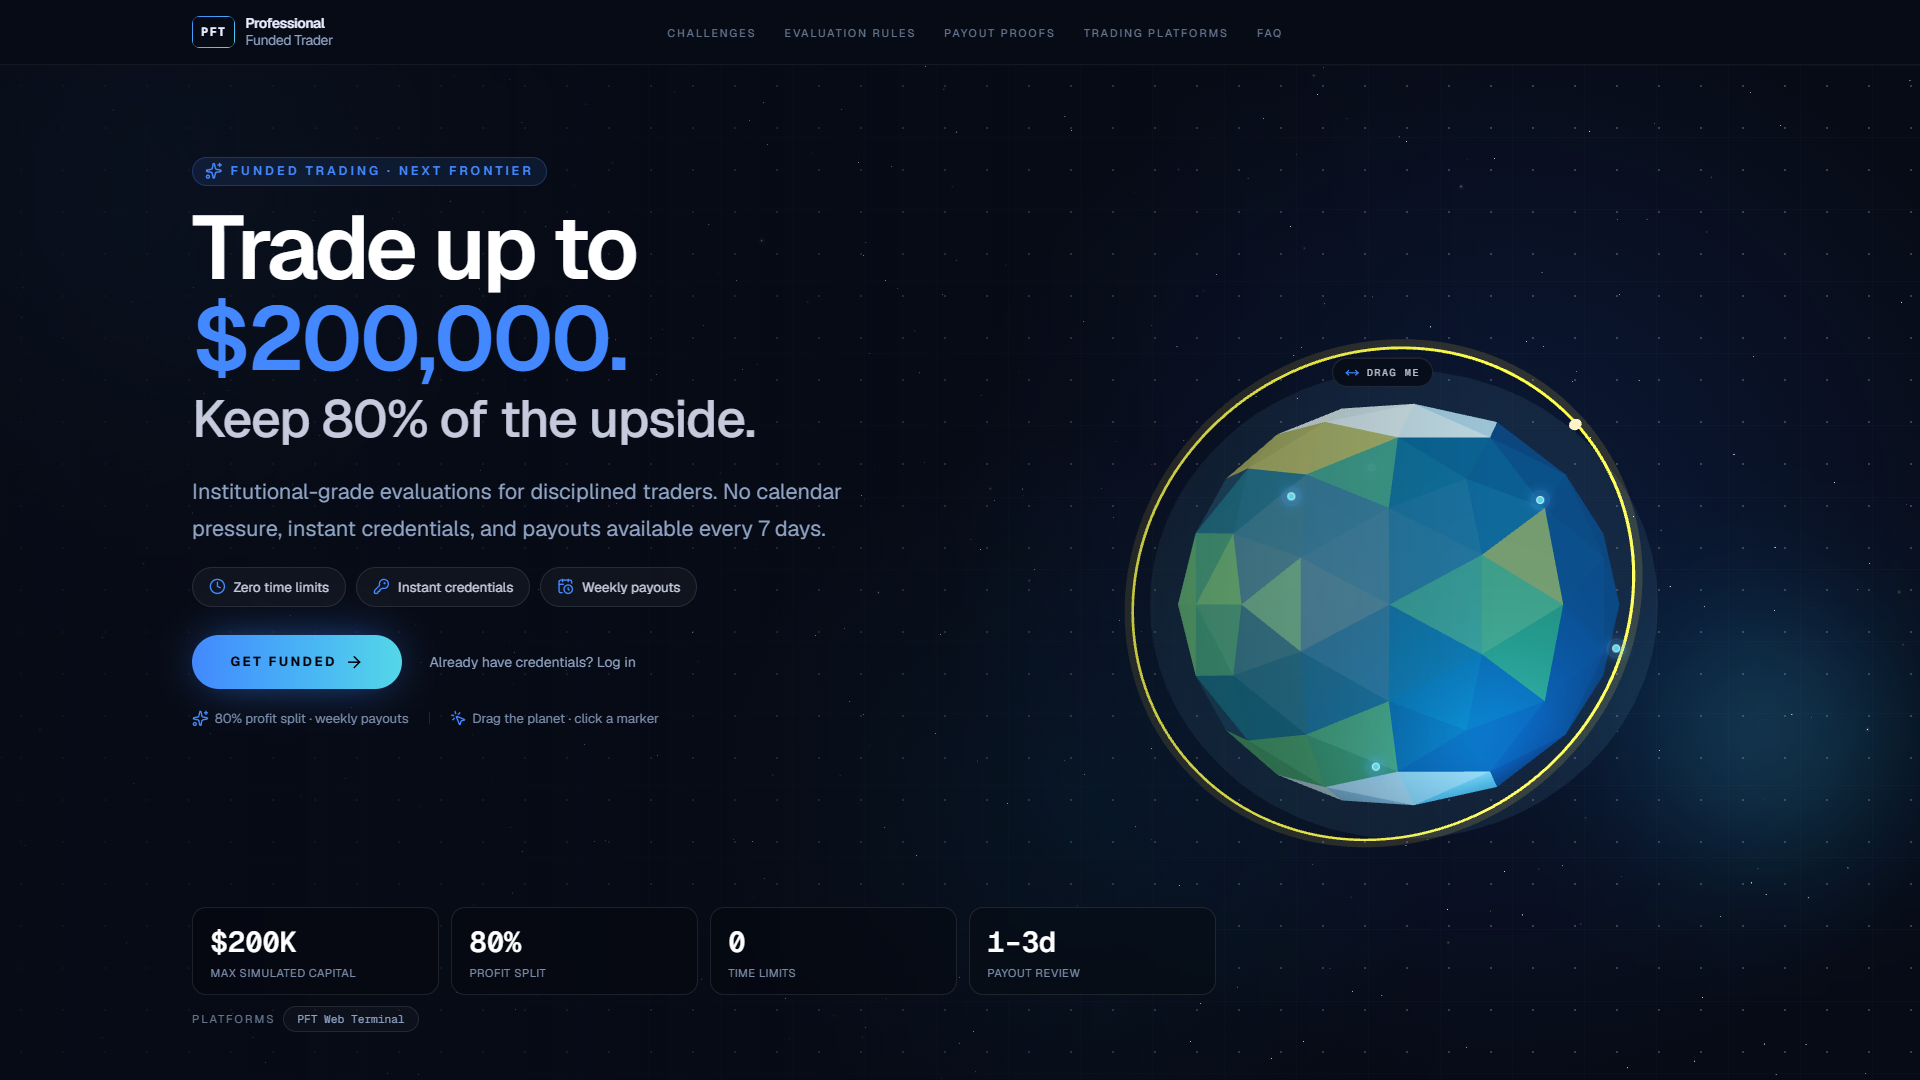 PFT
Professional
Funded Trader
CHALLENGES
EVALUATION RULES
PAYOUT PROOFS
TRADING PLATFORMS
FAQ
FUNDED TRADING · NEXT FRONTIER
Trade up to
$200,000.
Keep 80% of the upside.
Institutional-grade evaluations for disciplined traders. No calendar
pressure, instant credentials, and payouts available every 7 days.
Zero time limits
Instant credentials
Weekly payouts
GET FUNDED
Already have credentials? Log in
80% profit split · weekly payouts
Drag the planet · click a marker
DRAG ME
$200K
MAX SIMULATED CAPITAL
80%
PROFIT SPLIT
0
TIME LIMITS
1–3d
PAYOUT REVIEW
PLATFORMS
PFT Web Terminal